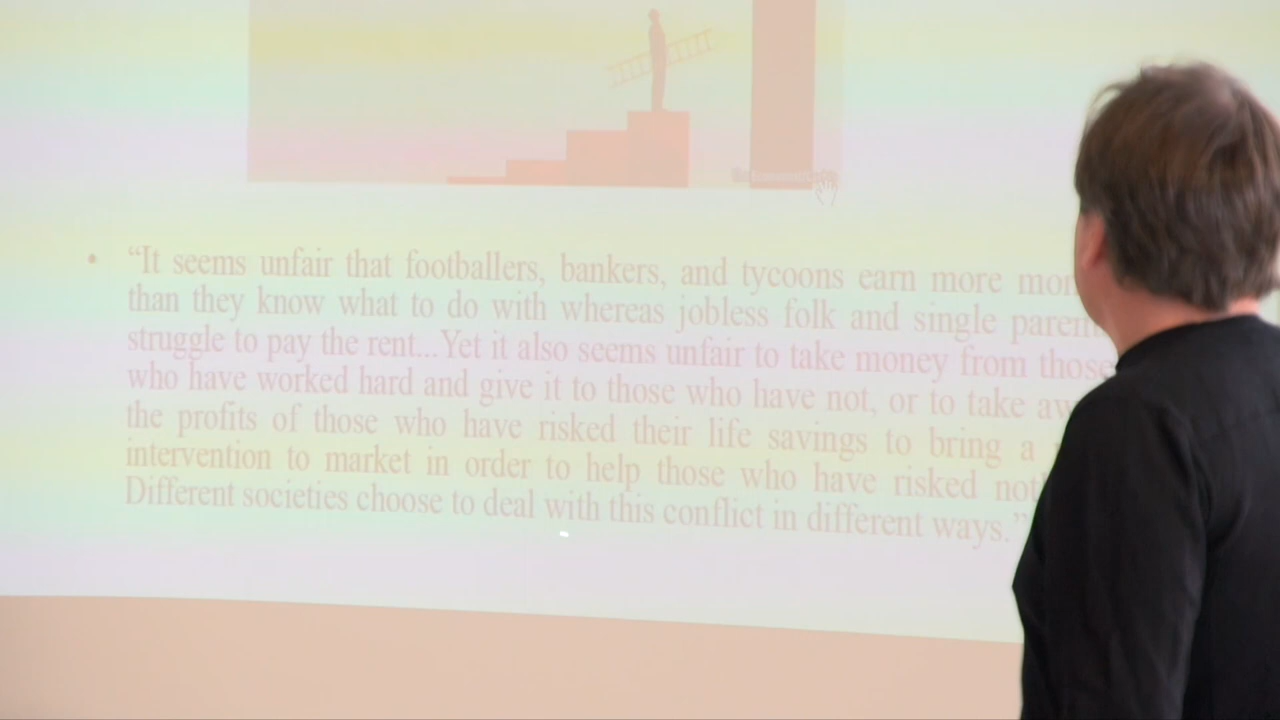 • “It seems unfair that footballers, bankers, and tycoons earn more
than they know what to do with whereas jobless folk and single
struggle to pay the rent...Yet it also seems unfair to take money from those
who have worked hard and give it to those who have not, or to take
the profits of those who have risked their life savings to bring a
intervention to market in order to help those who have risked
Different societies choose to deal with this conflict in different ways.”